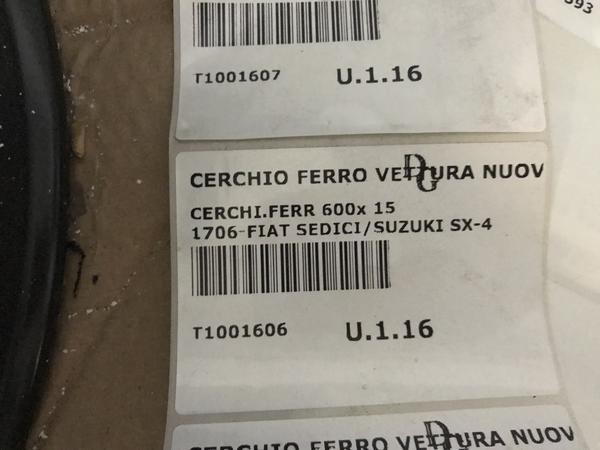 593
T1001607 U.1.16
CERCHIO FERRO VETTURA NUOV
CERCHI.FERR 600x 15
1706-FIAT SEDICI/SUZUKI SX-4
T1001606 U.1.16
CERCHIO FERRO VETTURA NUOV